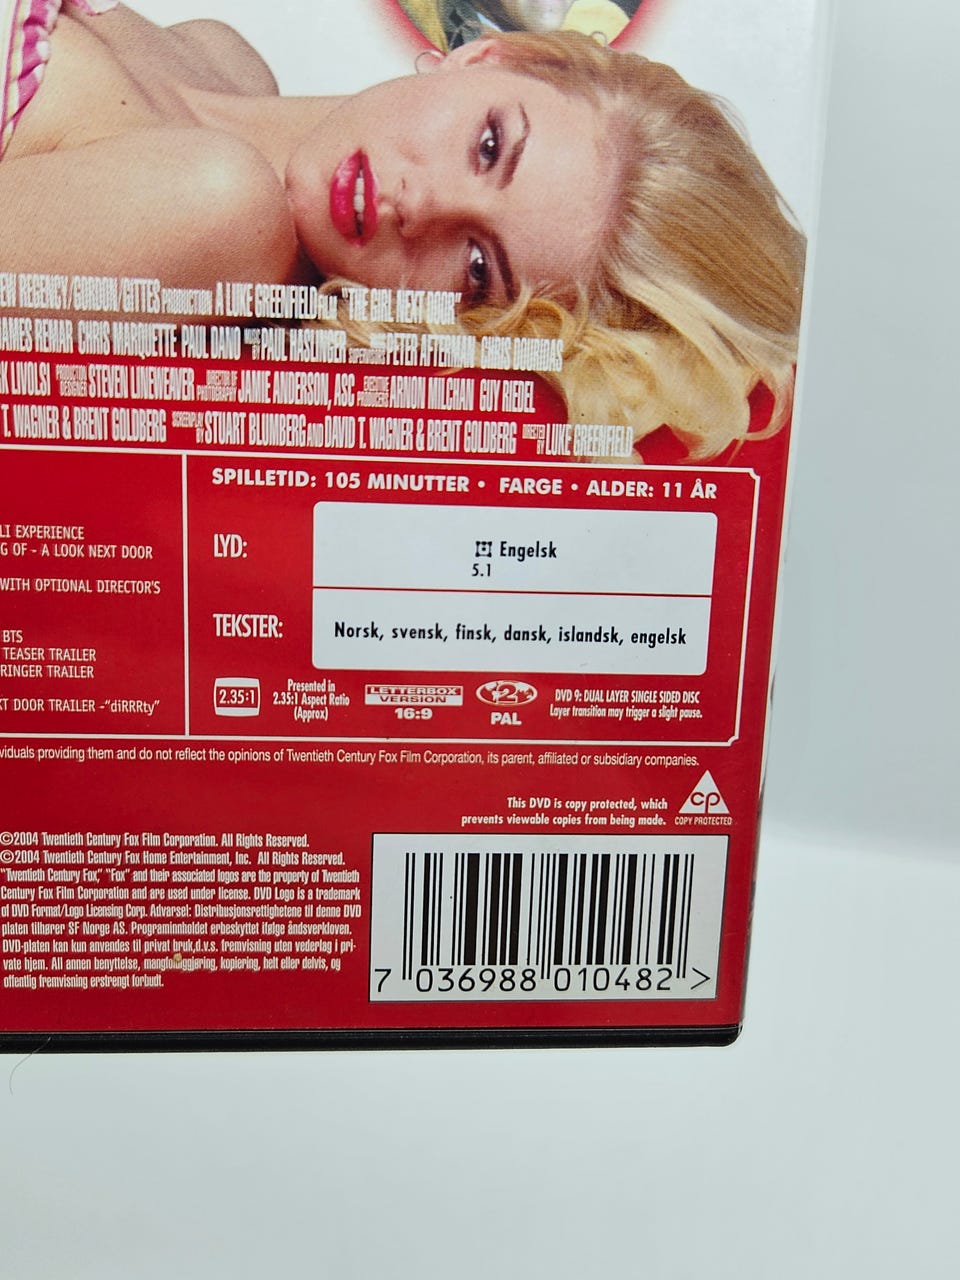 EW REGENCY/GORDON/GITTES PRODUCTION A LUKE GREENFIELD FILM "THE GIRL NEXT DOOR"
JAMES REMAR CHRIS MARQUETTE PAUL DANO MUSIC BY PAUL HASLINGER PETER AFTERMAN CHRIS DOURIDAS
K LIVOLSI PRODUCTION DESIGNER STEVEN LINEWEAVER DIRECTOR OF PHOTOGRAPHY JAMIE ANDERSON, ASC EXECUTIVE PRODUCERS ARNON MILCHAN GUY RIEDEL
T. WAGNER & BRENT GOLDBERG SCREENPLAY BY STUART BLUMBERG AND DAVID T. WAGNER & BRENT GOLDBERG DIRECTED BY LUKE GREENFIELD
LI EXPERIENCE
G OF - A LOOK NEXT DOOR
WITH OPTIONAL DIRECTOR'S
BTS
TEASER TRAILER
RINGER TRAILER
XT DOOR TRAILER -"diRRRty"
SPILLETID: 105 MINUTTER • FARGE • ALDER: 11 ÅR
LYD:
Engelsk
5.1
TEKSTER:
Norsk, svensk, finsk, dansk, islandsk, engelsk
2.35:1
Presented in
2.35:1 Aspect Ratio
(Approx)
LETTERBOX
VERSION
16:9
2
PAL
DVD 9: DUAL LAYER SINGLE SIDED DISC
Layer transition may trigger a slight pause.
viduals providing them and do not reflect the opinions of Twentieth Century Fox Film Corporation, its parent, affiliated or subsidiary companies.
This DVD is copy protected, which
prevents viewable copies from being made.
cp
COPY PROTECTED
©2004 Twentieth Century Fox Film Corporation. All Rights Reserved.
©2004 Twentieth Century Fox Home Entertainment, Inc. All Rights Reserved.
"Twentieth Century Fox," "Fox" and their associated logos are the property of Twentieth
Century Fox Film Corporation and are used under license. DVD Logo is a trademark
of DVD Format/Logo Licensing Corp. Advarsel: Distribusjonsrettighetene til denne DVD
platen tilhører SF Norge AS. Programinnholdet erbeskyttet ifølge åndsverkloven.
DVD-platen kan kun anvendes til privat bruk,d.v.s. fremvisning uten vederlag i pri-
vate hjem. All annen benyttelse, mangfoliggjøring, kopiering, helt eller delvis, og
offentlig fremvisning erstrengt forbudt.
7 036988 010482 >